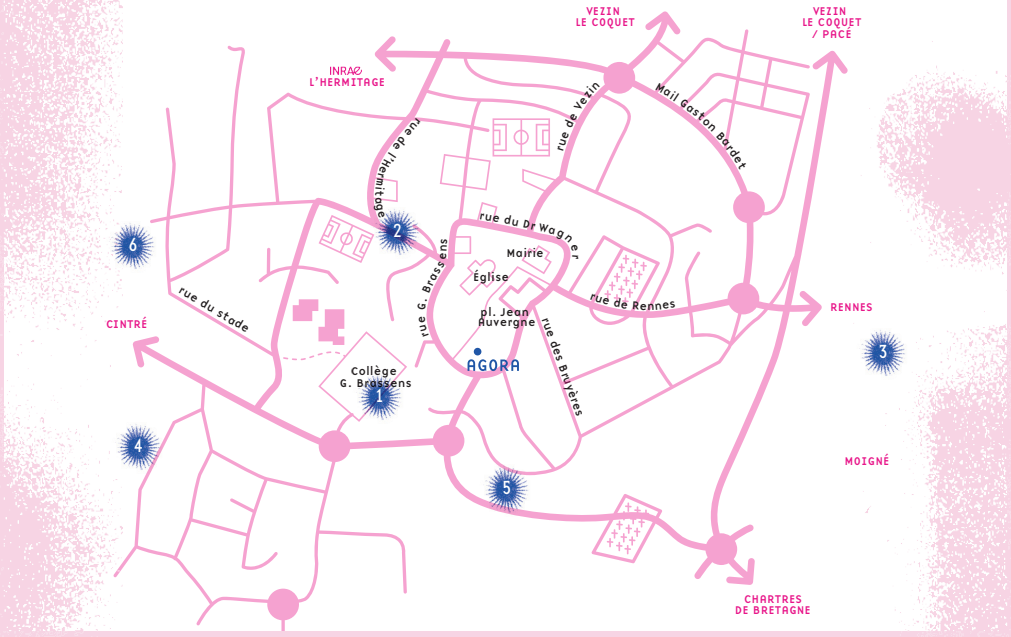 VEZIN
LE COQUET
VEZIN
LE COQUET
/ PACÉ
INRAE
L'HERMITAGE
rue de l'Hermitage
rue de Vezin
Mail Gaston Bardet
6
2
rue du Dr Wagner
Mairie
Église
rue G. Brassens
rue de Rennes
pl. Jean
Auvergne
rue du stade
RENNES
CINTRÉ
3
AGORA
rue des Bruyères
Collège
G. Brassens
1
4
5
MOIGNÉ
CHARTRES
DE BRETAGNE